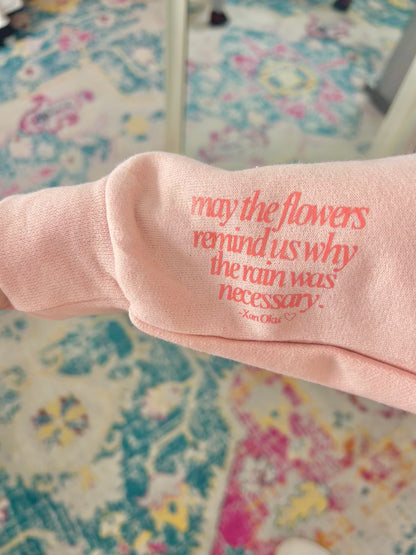 may the flowers
remind us why
the rain was
necessary.
-Xan Oku ♡